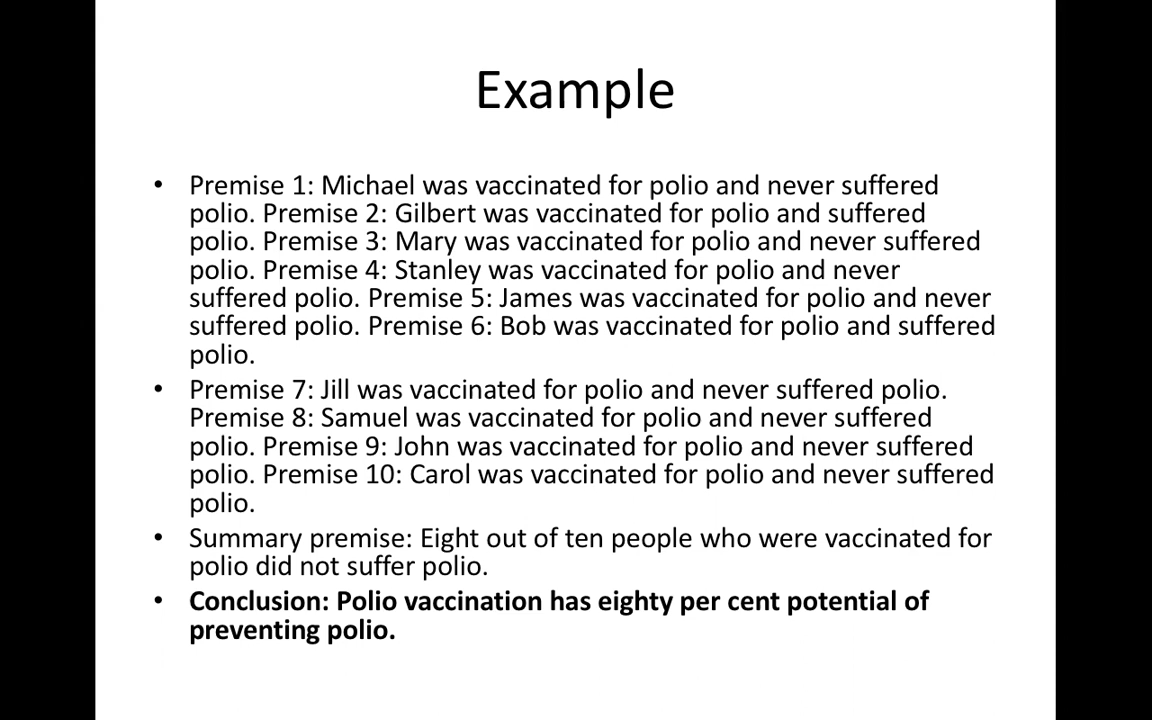 Example
• Premise 1: Michael was vaccinated for polio and never suffered
polio. Premise 2: Gilbert was vaccinated for polio and suffered
polio. Premise 3: Mary was vaccinated for polio and never suffered
polio. Premise 4: Stanley was vaccinated for polio and never
suffered polio. Premise 5: James was vaccinated for polio and never
suffered polio. Premise 6: Bob was vaccinated for polio and suffered
polio.
• Premise 7: Jill was vaccinated for polio and never suffered polio.
Premise 8: Samuel was vaccinated for polio and never suffered
polio. Premise 9: John was vaccinated for polio and never suffered
polio. Premise 10: Carol was vaccinated for polio and never suffered
polio.
• Summary premise: Eight out of ten people who were vaccinated for
polio did not suffer polio.
• Conclusion: Polio vaccination has eighty per cent potential of
preventing polio.